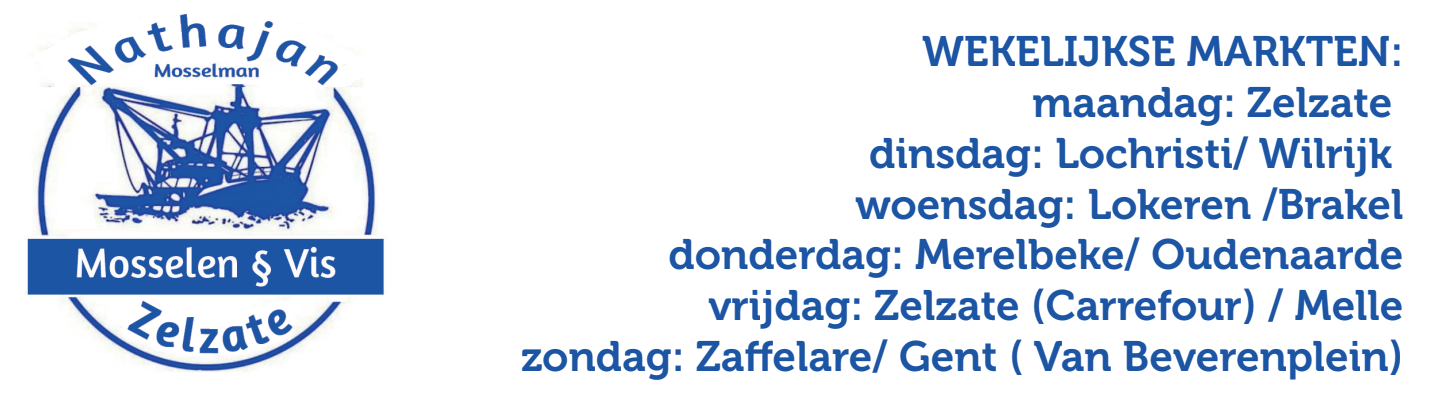 Nathajan
Mosselman
Mosselen § Vis
Zelzate
WEKELIJKSE MARKTEN:
maandag: Zelzate
dinsdag: Lochristi/ Wilrijk
woensdag: Lokeren /Brakel
donderdag: Merelbeke/ Oudenaarde
vrijdag: Zelzate (Carrefour) / Melle
zondag: Zaffelare/ Gent ( Van Beverenplein)